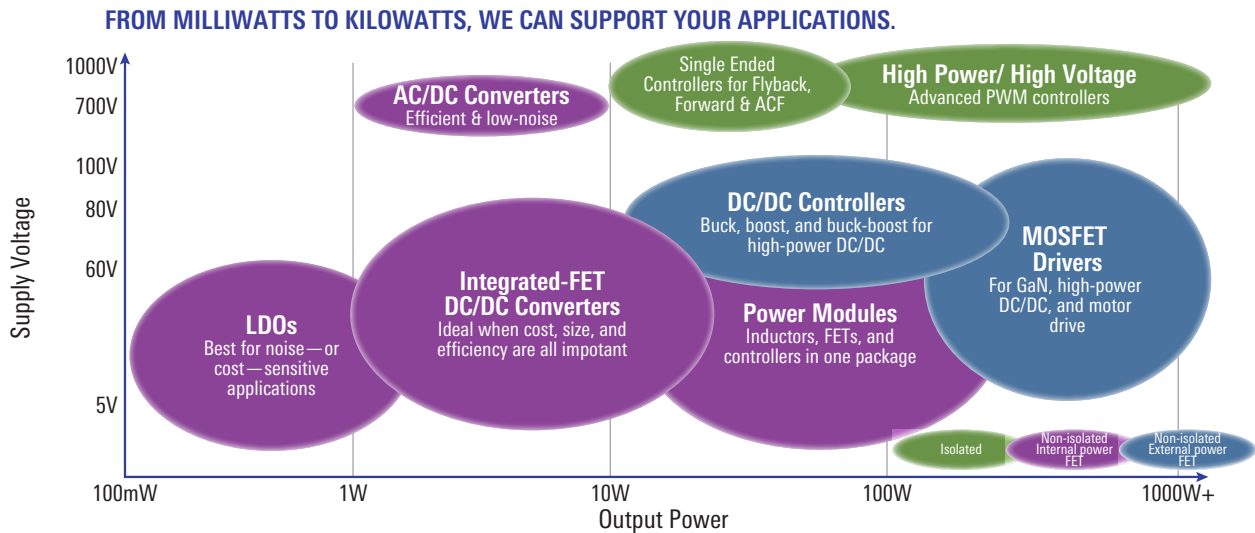 FROM MILLIWATTS TO KILOWATTS, WE CAN SUPPORT YOUR APPLICATIONS.
Supply Voltage
1000V
700V
100V
80V
60V
5V
AC/DC Converters
Efficient & low-noise
Single Ended
Controllers for Flyback,
Forward & ACF
High Power/ High Voltage
Advanced PWM controllers
DC/DC Controllers
Buck, boost, and buck-boost for
high-power DC/DC
MOSFET
Drivers
For GaN, high-power
DC/DC, and motor
drive
LDOs
Best for noise—or
cost—sensitive
applications
Integrated-FET
DC/DC Converters
Ideal when cost, size, and
efficiency are all impotant
Power Modules
Inductors, FETs, and
controllers in one package
Isolated
Non-isolated
Internal power
FET
Non-isolated
External power
FET
100mW
1W
10W
100W
1000W+
Output Power